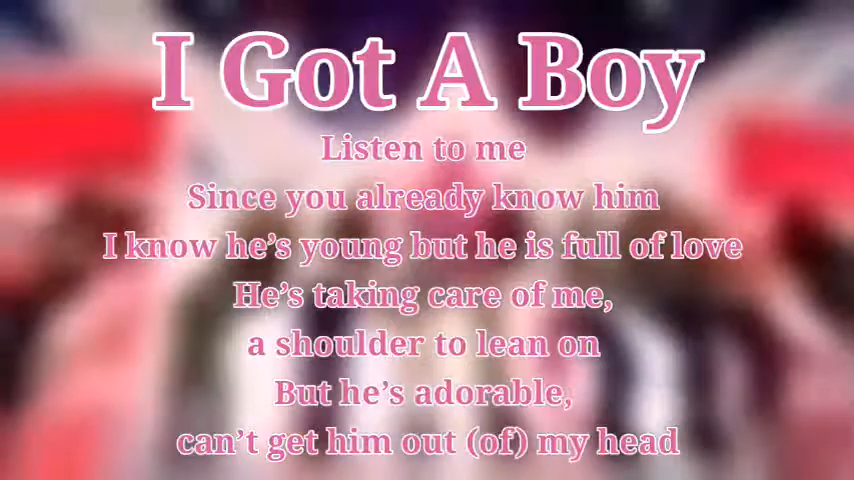 I Got A Boy
Listen to me
Since you already know him
I know he's young but he is full of love
He's taking care of me,
a shoulder to lean on
But he's adorable,
can't get him out (of) my head